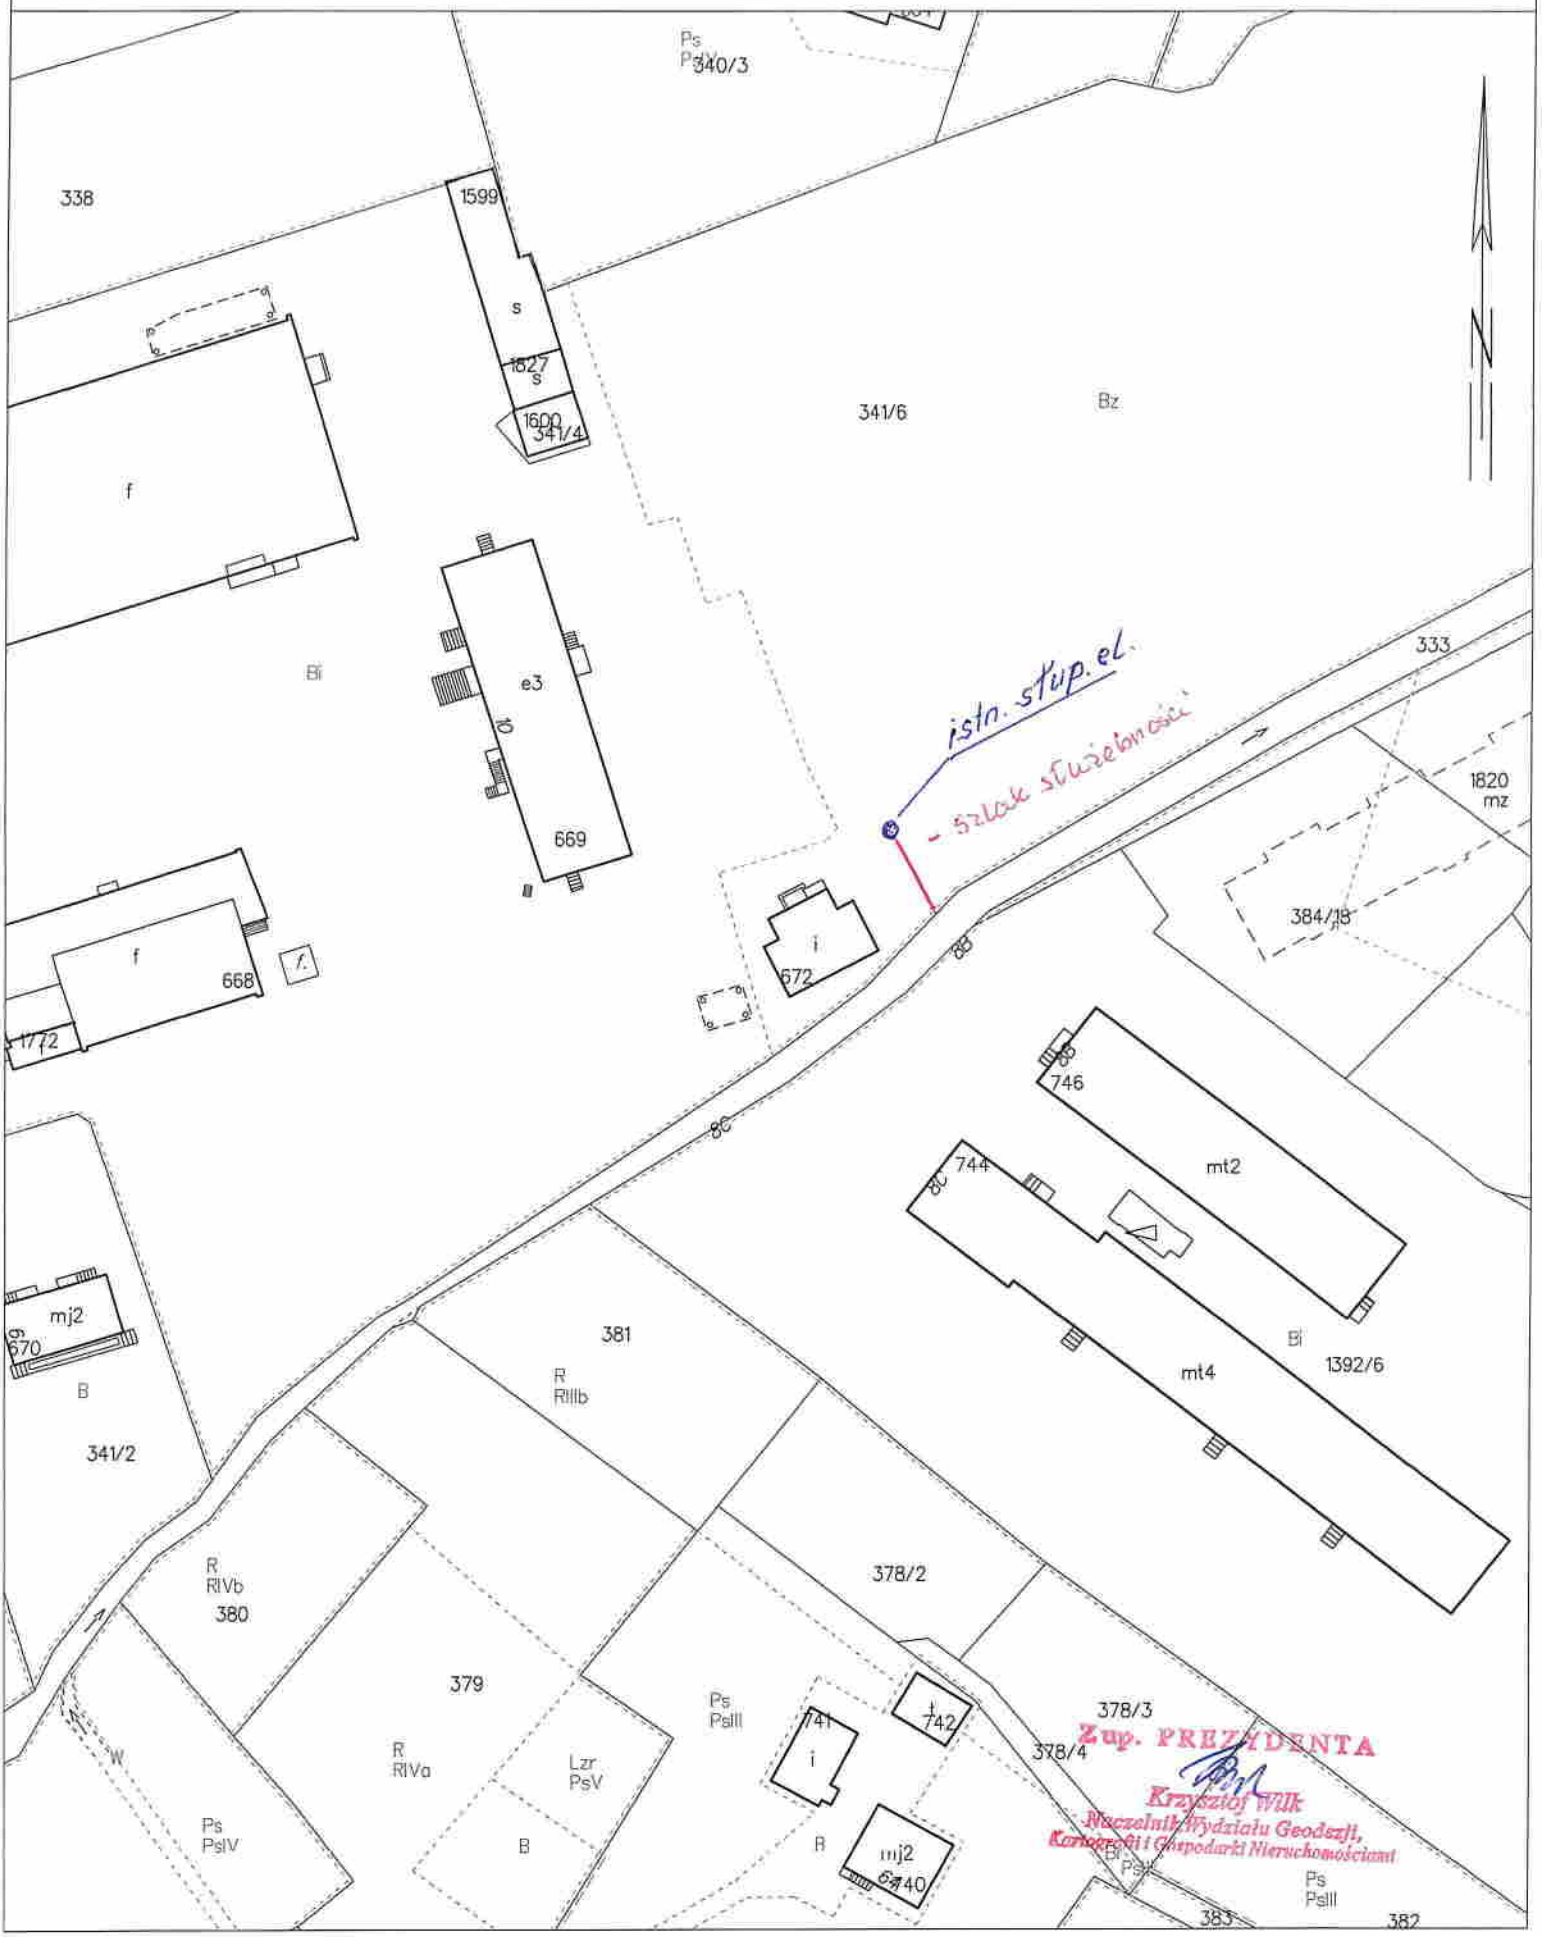 Ps
340/3
338
1599
s
1827
s
1600
341/4
341/6
Bz
N
f
Bi
e3
10
669
333
istn. słup. el.
- szlak służebności
1820
mz
384/18
i
672
8B
f
668
f
1772
8B
746
8C
744
8C
mt2
mj2
9
670
B
341/2
381
R
RIIIb
Bi
1392/6
mt4
R
RIVb
380
378/2
379
Ps
PsIII
741
i
742
378/3
378/4
Zup. PREZYDENTA
Krzysztof Wilk
Naczelnik Wydziału Geodezji,
Kartografii i Gospodarki Nieruchomościami
W
R
RIVa
Lzr
PsV
Ps
PsIV
B
mj2
Ps
PsIII
383
382